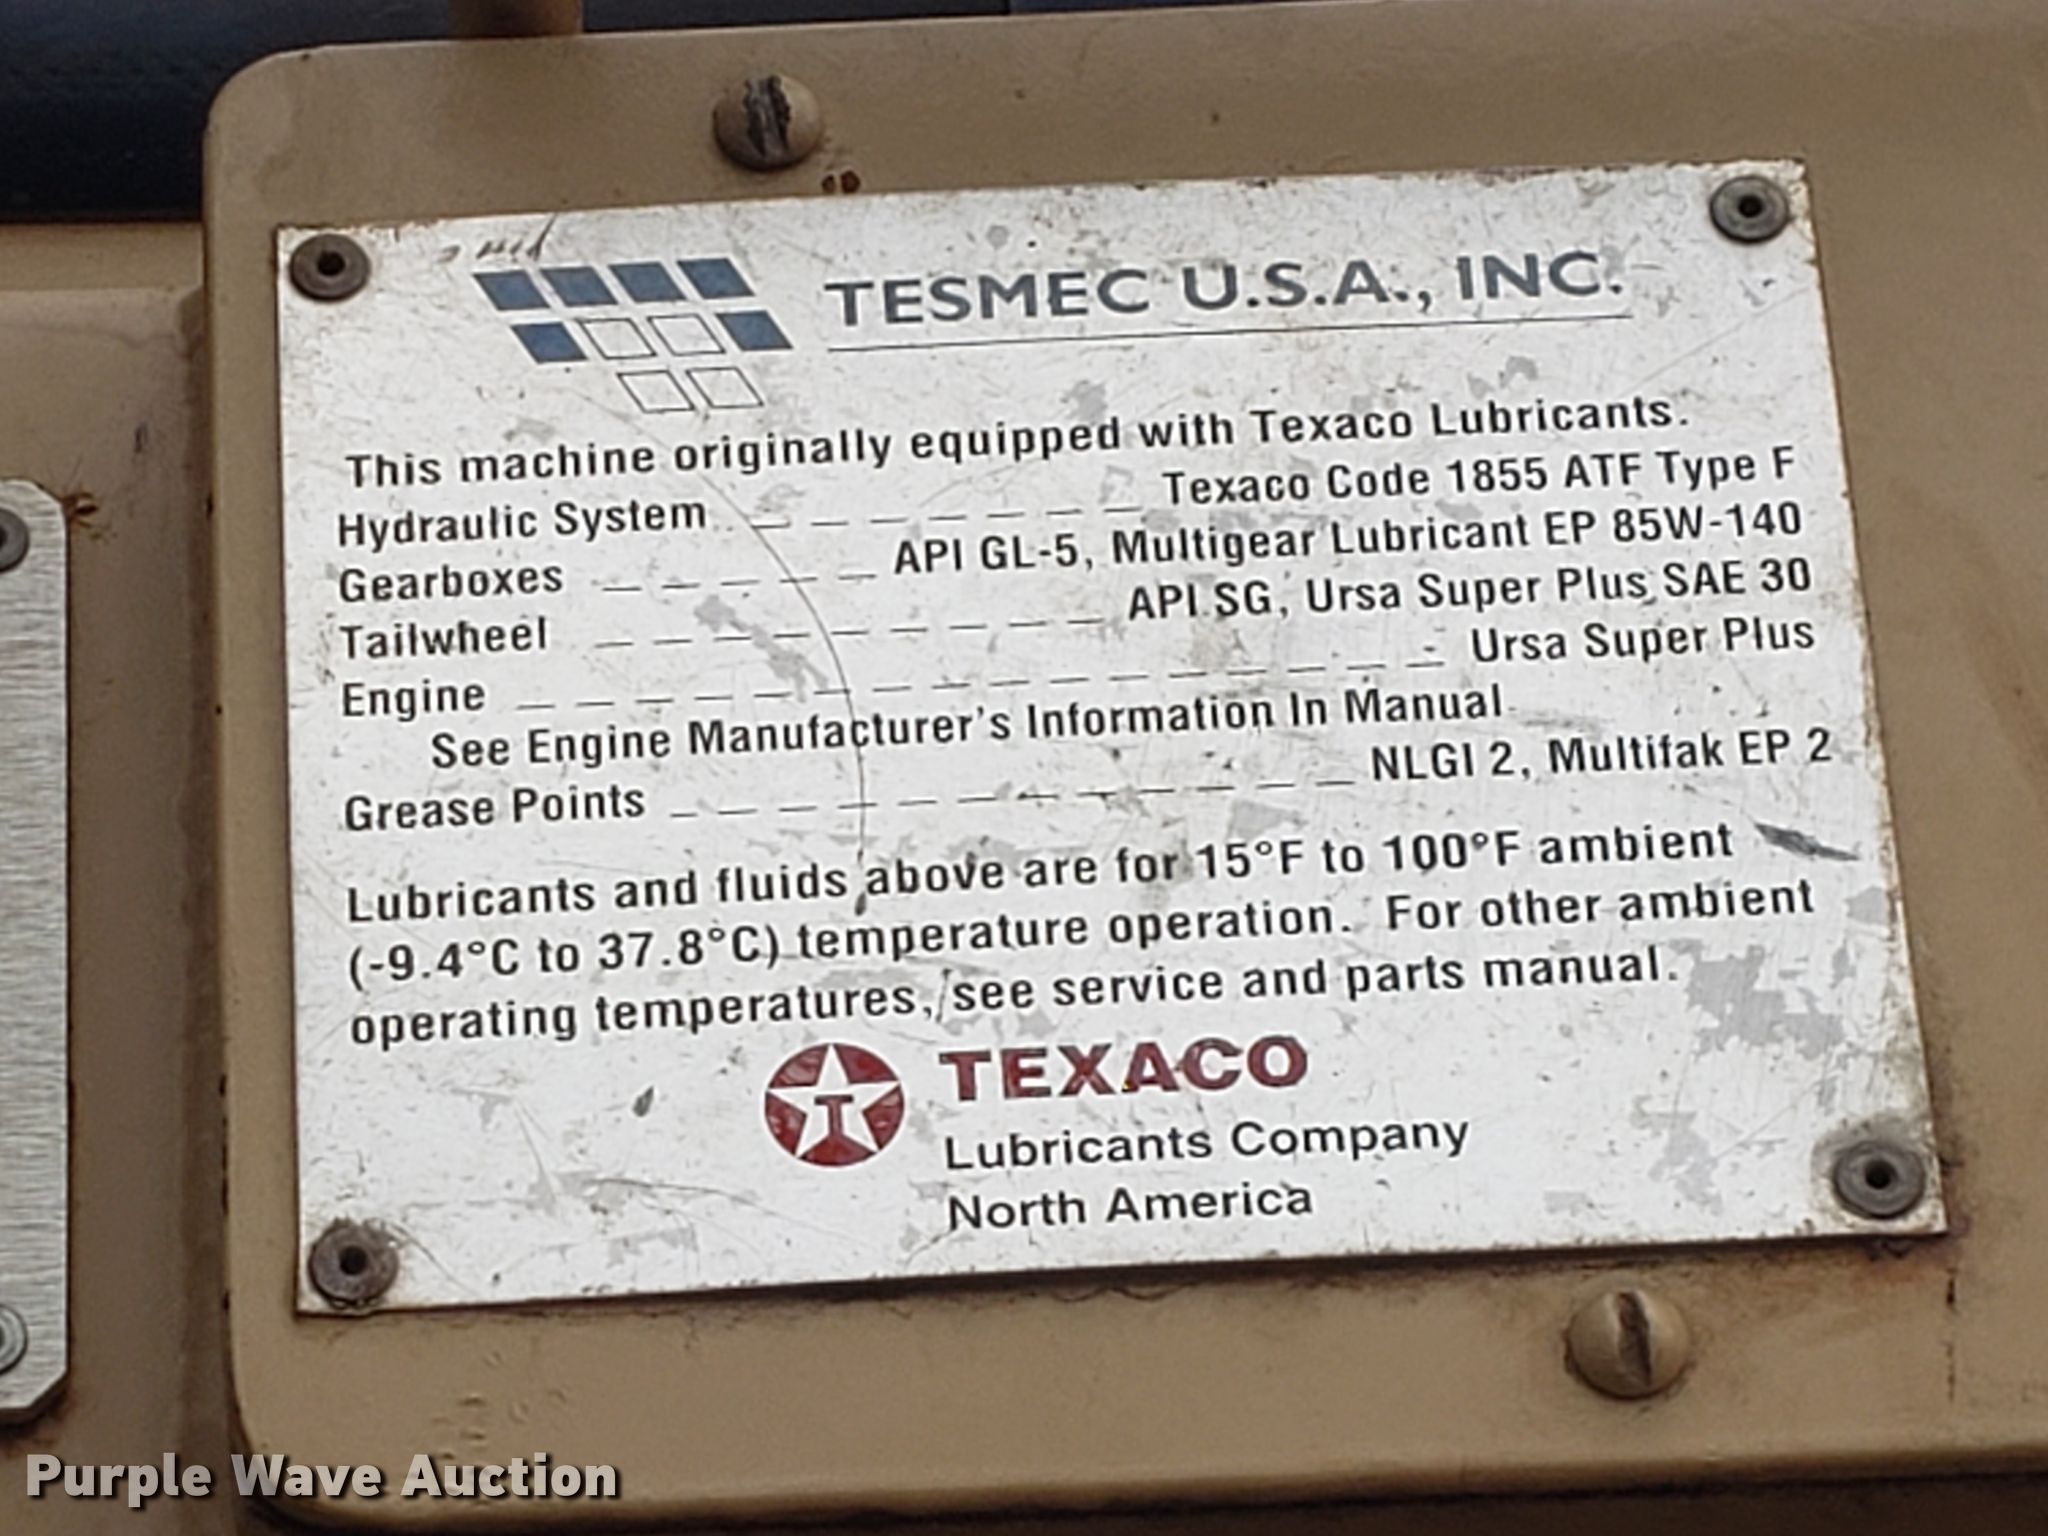 TESMEC U.S.A., INC.
This machine originally equipped with Texaco Lubricants.
Hydraulic System _ _ _ _ _ _ _ Texaco Code 1855 ATF Type F
Gearboxes _ _ _ _ _ API GL-5, Multigear Lubricant EP 85W-140
Tailwheel _ _ _ _ _ _ _ _ _ API SG, Ursa Super Plus SAE 30
Engine _ _ _ _ _ _ _ _ _ _ _ _ _ _ _ _ Ursa Super Plus
See Engine Manufacturer's Information In Manual
Grease Points _ _ _ _ _ _ _ _ _ _ _ _ NLGI 2, Multifak EP 2
Lubricants and fluids above are for 15°F to 100°F ambient
(-9.4°C to 37.8°C) temperature operation. For other ambient
operating temperatures, see service and parts manual.
T TEXACO
Lubricants Company
North America
Purple Wave Auction